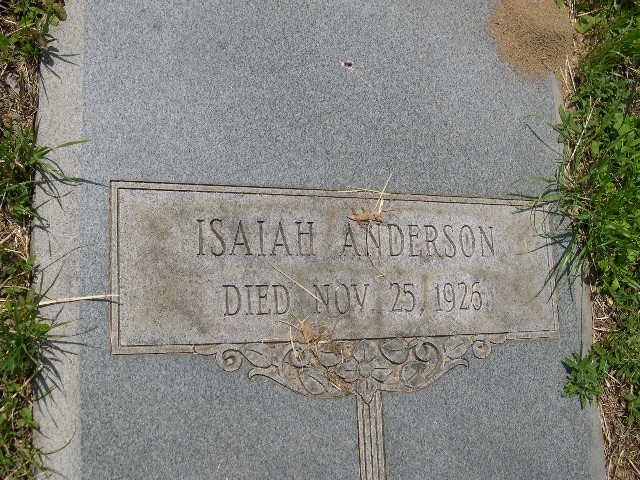 ISAIAH ANDERSON
DIED NOV. 25, 1926